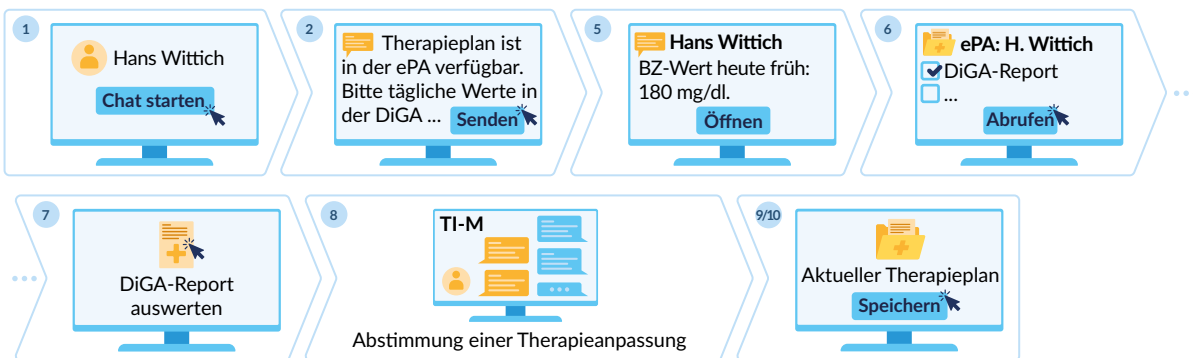 1
Hans Wittich
Chat starten
2
Therapieplan ist
in der ePA verfügbar.
Bitte tägliche Werte in
der DiGA ... Senden
5
Hans Wittich
BZ-Wert heute früh:
180 mg/dl.
Öffnen
6
ePA: H. Wittich
DiGA-Report
...
Abrufen
7
DiGA-Report
auswerten
8
TI-M
Abstimmung einer Therapieanpassung
9/10
Aktueller Therapieplan
Speichern